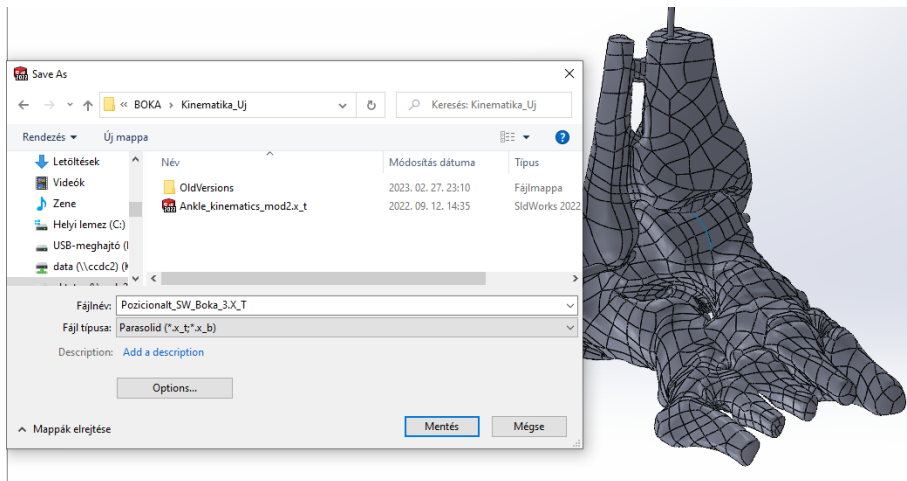 Save As
« BOKA > Kinematika_Uj
Keresés: Kinematika_Uj
Rendezés
Új mappa
Letöltések
Videók
Zene
Helyi lemez (C:)
USB-meghajtó (
data (\\ccdc2) (
Név
Módosítás dátuma
Típus
OldVersions
2023. 02. 27. 23:10
Fájlmappa
Ankle_kinematics_mod2.x_t
2022. 09. 12. 14:35
SldWorks 2022
Fájlnév: Pozicionalt_SW_Boka_3.X_T
Fájl típusa: Parasolid (*.x_t;*.x_b)
Description: Add a description
Options...
Mappák elrejtése
Mentés
Mégse